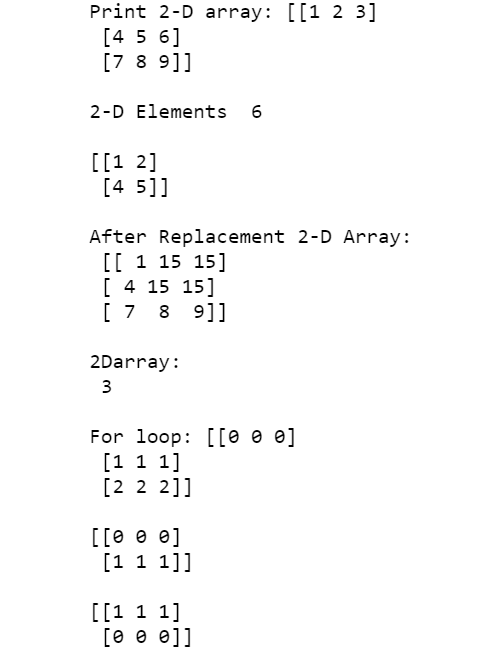 Print 2-D array: [[1 2 3]
 [4 5 6]
 [7 8 9]]
2-D Elements  6
[[1 2]
 [4 5]]
After Replacement 2-D Array:
 [[ 1 15 15]
 [ 4 15 15]
 [ 7  8  9]]
2Darray:
 3
For loop: [[0 0 0]
 [1 1 1]
 [2 2 2]]
[[0 0 0]
 [1 1 1]]
[[1 1 1]
 [0 0 0]]